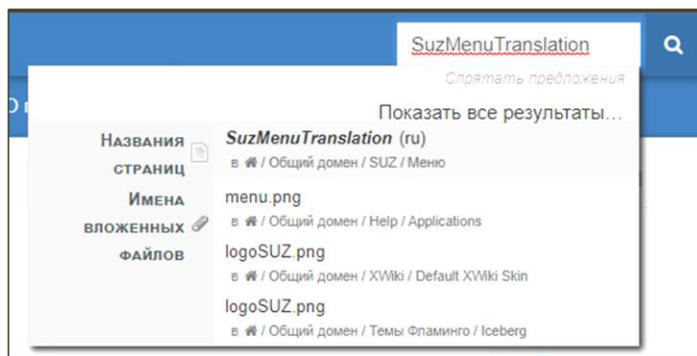 SuzMenuTranslation
Спрятать предложения
Показать все результаты...
Названия
страниц
SuzMenuTranslation (ru)
в / Общий домен / SUZ / Меню
Имена
вложенных
файлов
menu.png
в / Общий домен / Help / Applications
logoSUZ.png
в / Общий домен / XWiki / Default XWiki Skin
logoSUZ.png
в / Общий домен / Темы Фламинго / Iceberg